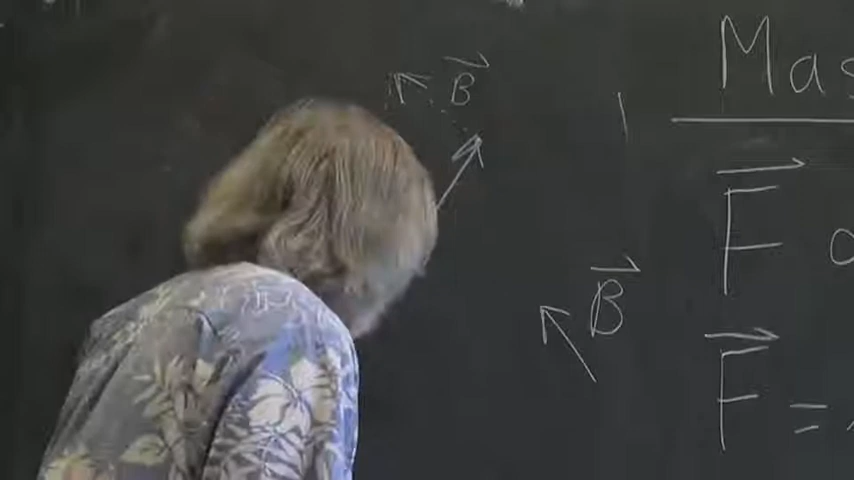 B⃗
Mas
F⃗
B⃗
F⃗ =